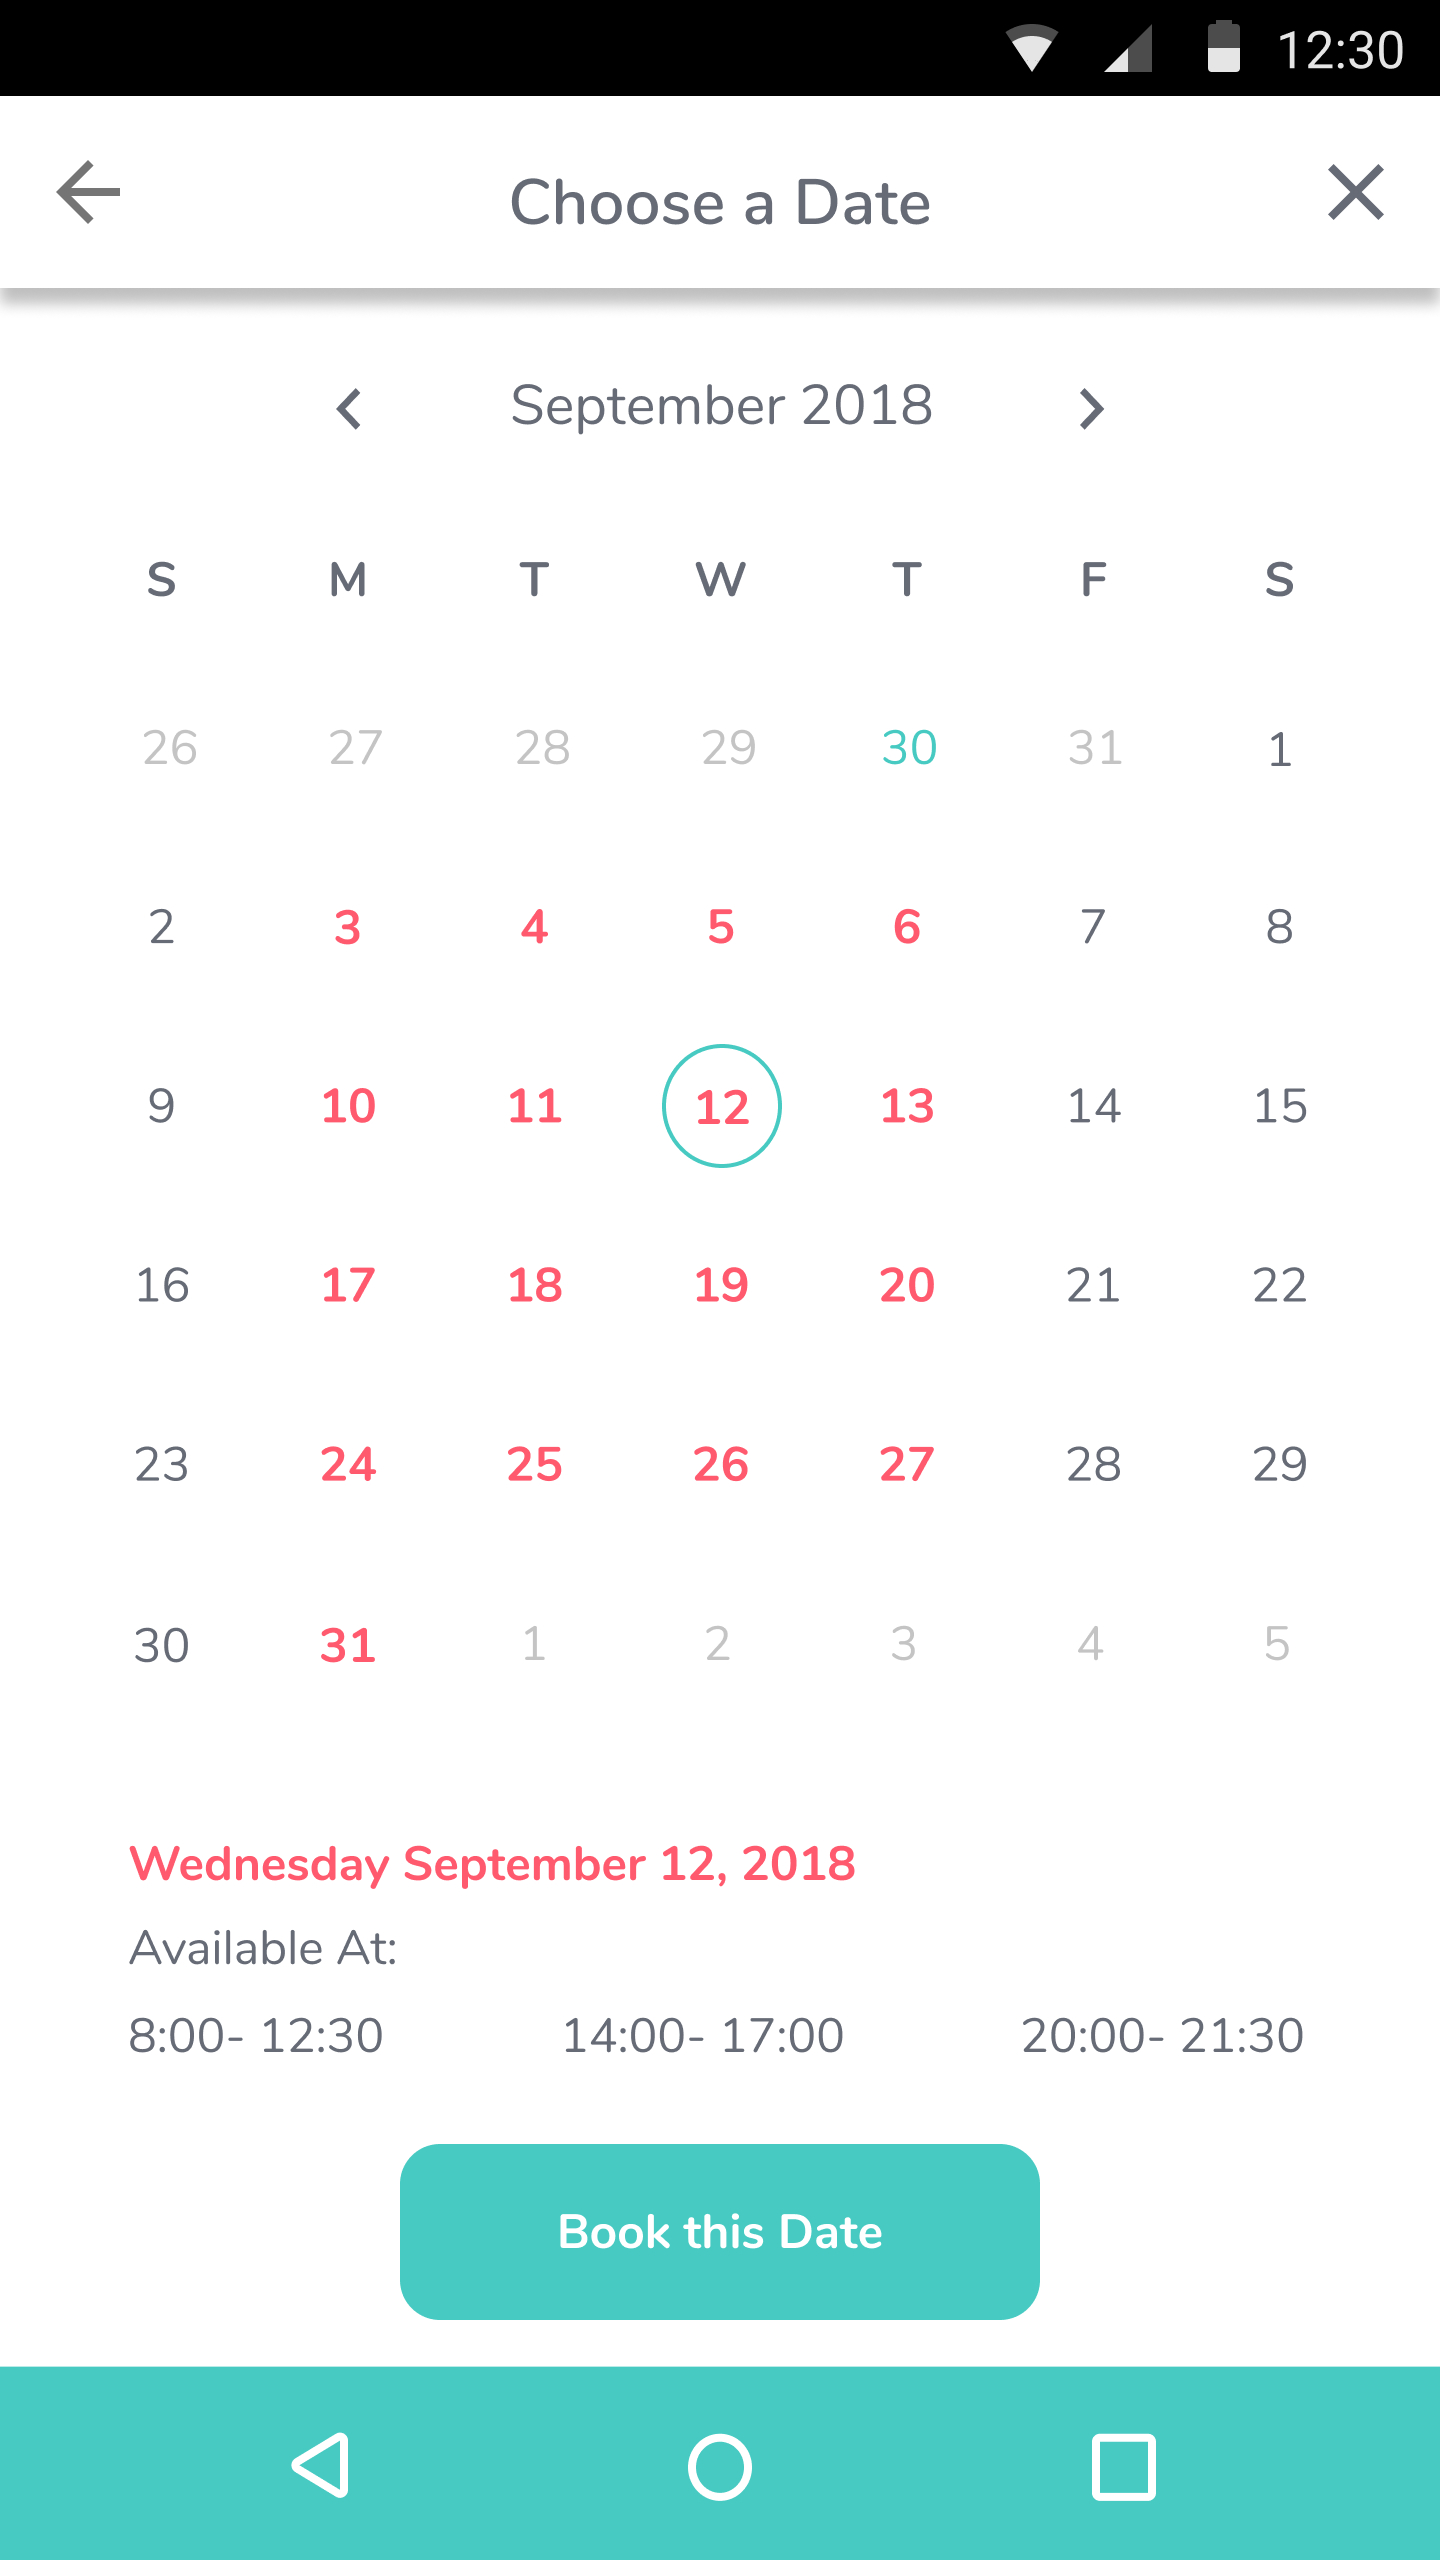 12:30
Choose a Date
September 2018
S M T W T F S
26 27 28 29 30 31 1
2 3 4 5 6 7 8
9 10 11 12 13 14 15
16 17 18 19 20 21 22
23 24 25 26 27 28 29
30 31 1 2 3 4 5
Wednesday September 12, 2018
Available At:
8:00- 12:30 14:00- 17:00 20:00- 21:30
Book this Date